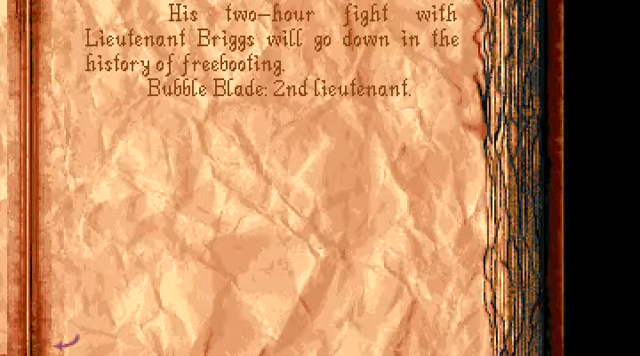 His two-hour fight with
Lieutenant Briggs will go down in the
history of freebooting.
Bubble Blade: 2nd lieutenant.